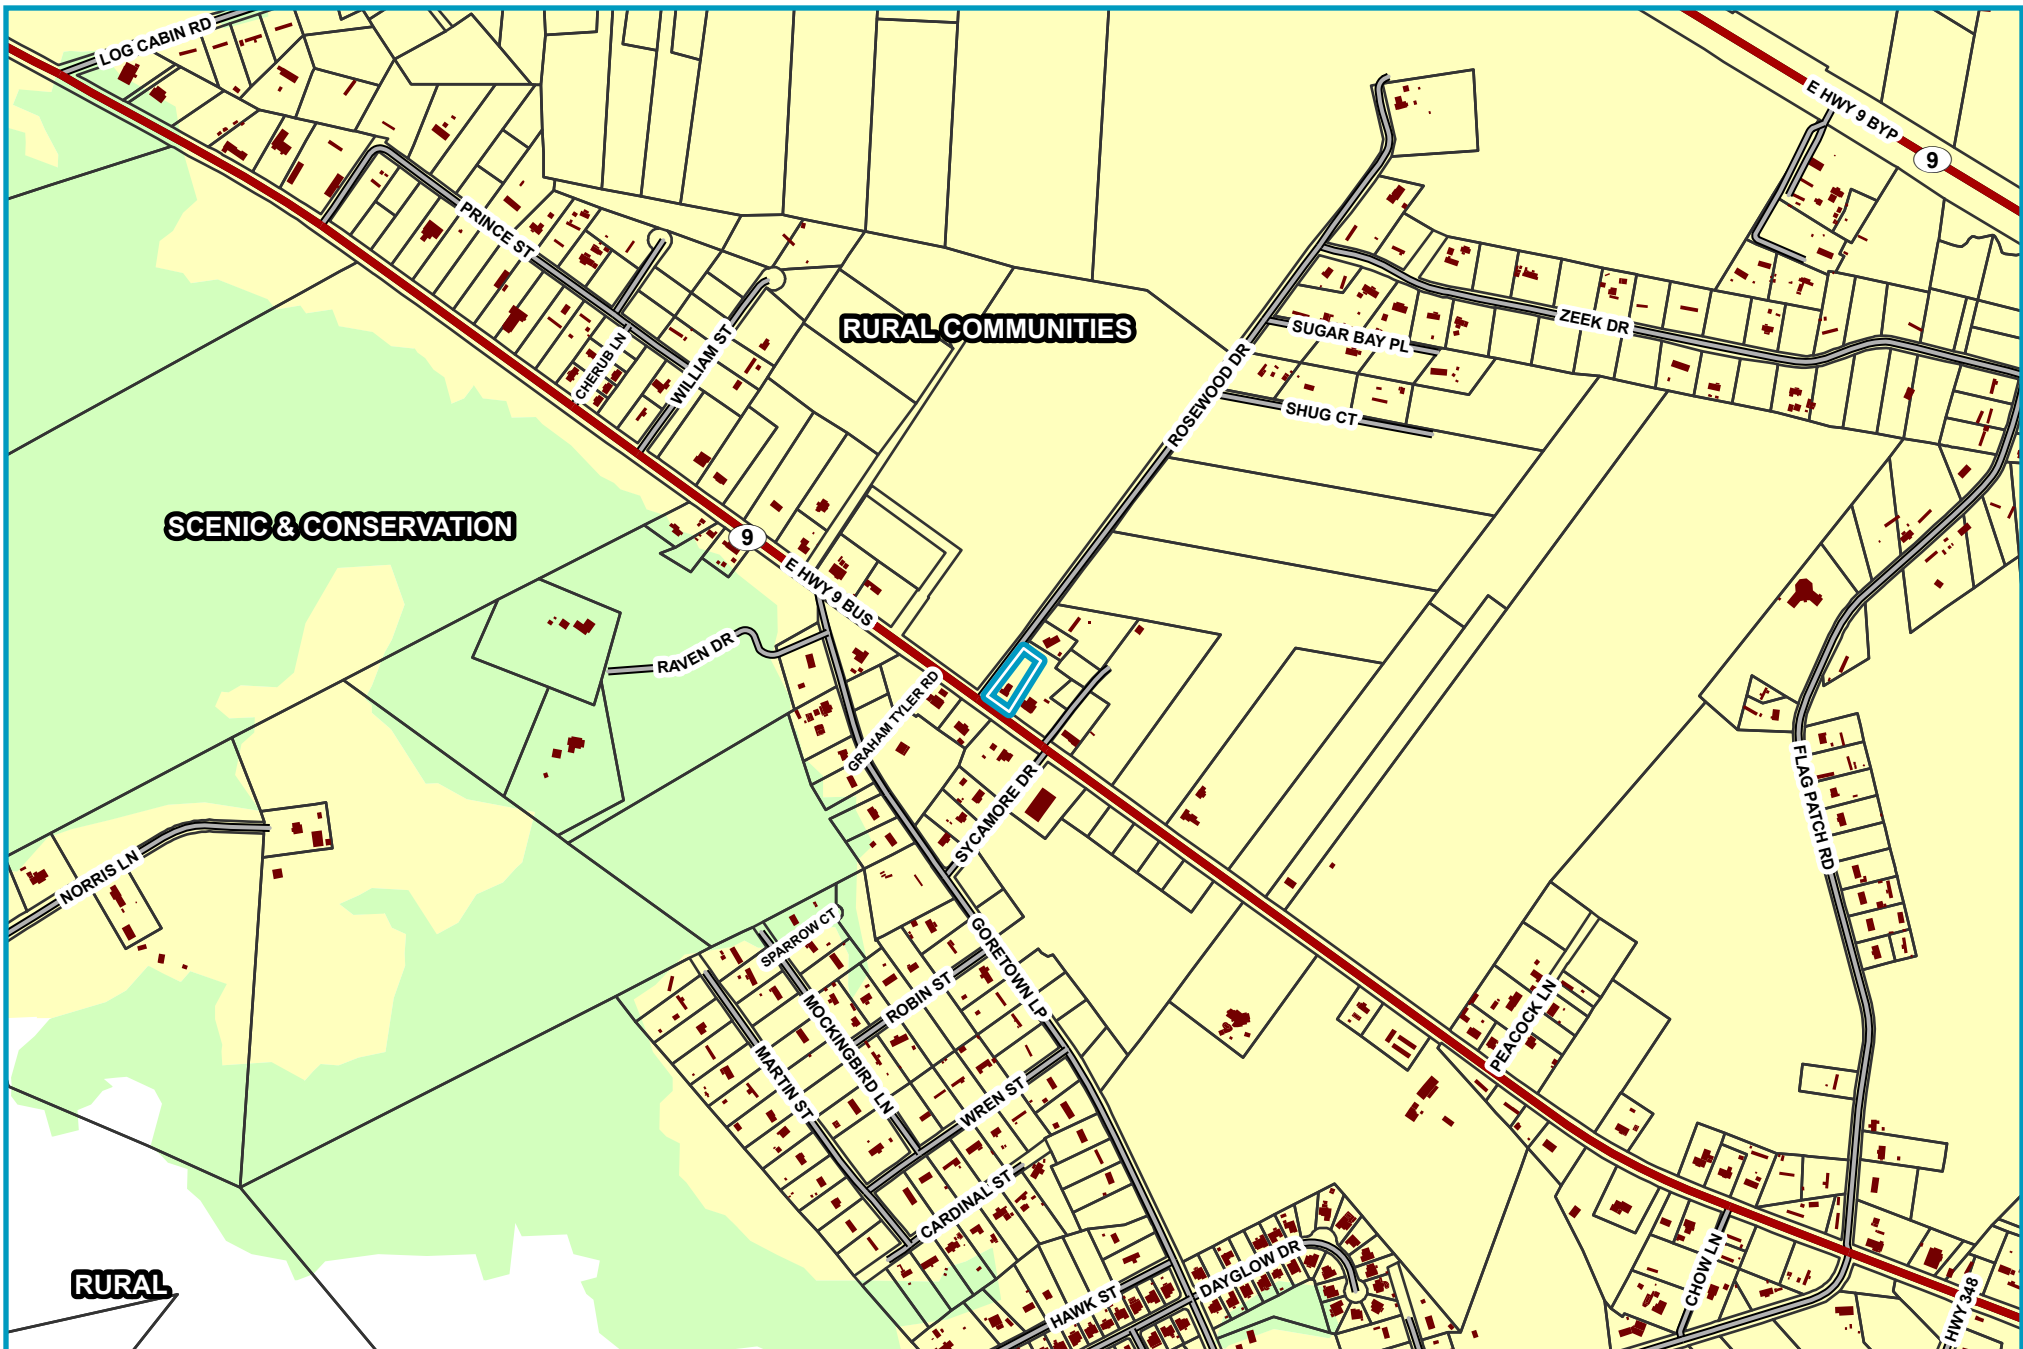 LOG CABIN RD
E HWY 9 BYP
9
PRINCE ST
RURAL COMMUNITIES
ZEEK DR
SUGAR BAY PL
CHERUB LN
WILLIAM ST
ROSEWOOD DR
SHUG CT
SCENIC & CONSERVATION
9
E HWY 9 BUS
RAVEN DR
GRAHAM TYLER RD
SYCAMORE DR
FLAG PATCH RD
NORRIS LN
SPARROW CT
GORETOWN LP
ROBIN ST
MOCKINGBIRD LN
PEACOCK LN
MARTIN ST
WREN ST
CARDINAL ST
DAYGLOW DR
CHOW LN
RURAL
HAWK ST
HWY 348